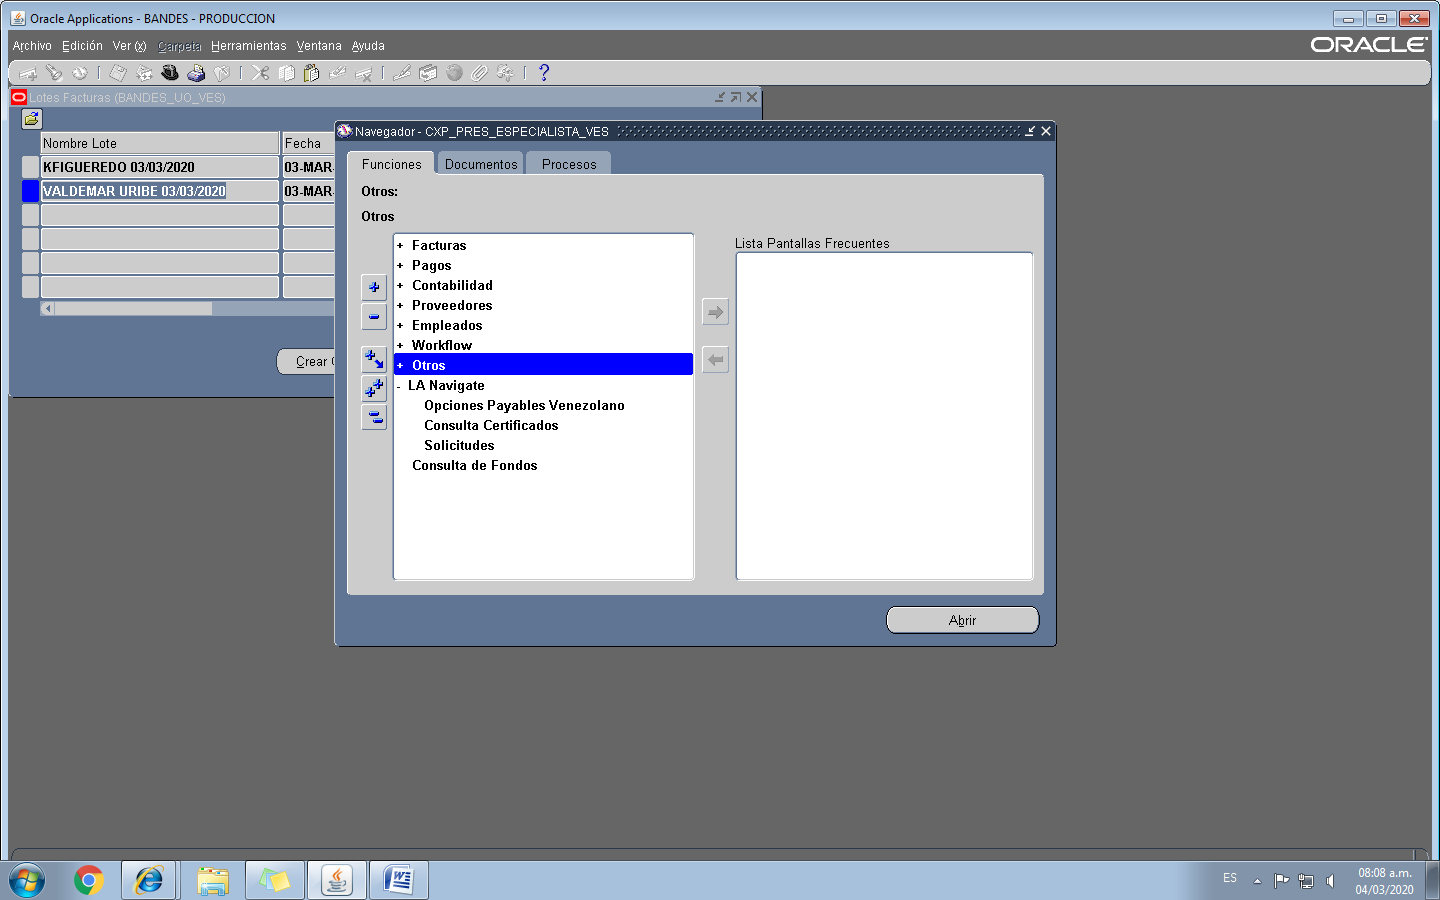 Oracle Applications - BANDES - PRODUCCION
Archivo Edición Ver (x) Carpeta Herramientas Ventana Ayuda
ORACLE
Lotes Facturas (BANDES_UO_VES)
Nombre Lote Fecha
KFIGUEREDO 03/03/2020 03-MAR-
VALDEMAR URIBE 03/03/2020 03-MAR-
Crear
Navegador - CXP_PRES_ESPECIALISTA_VES
Funciones Documentos Procesos
Otros:
Otros
+ Facturas
+ Pagos
+ Contabilidad
+ Proveedores
+ Empleados
+ Workflow
+ Otros
- LA Navigate
Opciones Payables Venezolano
Consulta Certificados
Solicitudes
Consulta de Fondos
Lista Pantallas Frecuentes
Abrir
ES
08:08 a.m.
04/03/2020